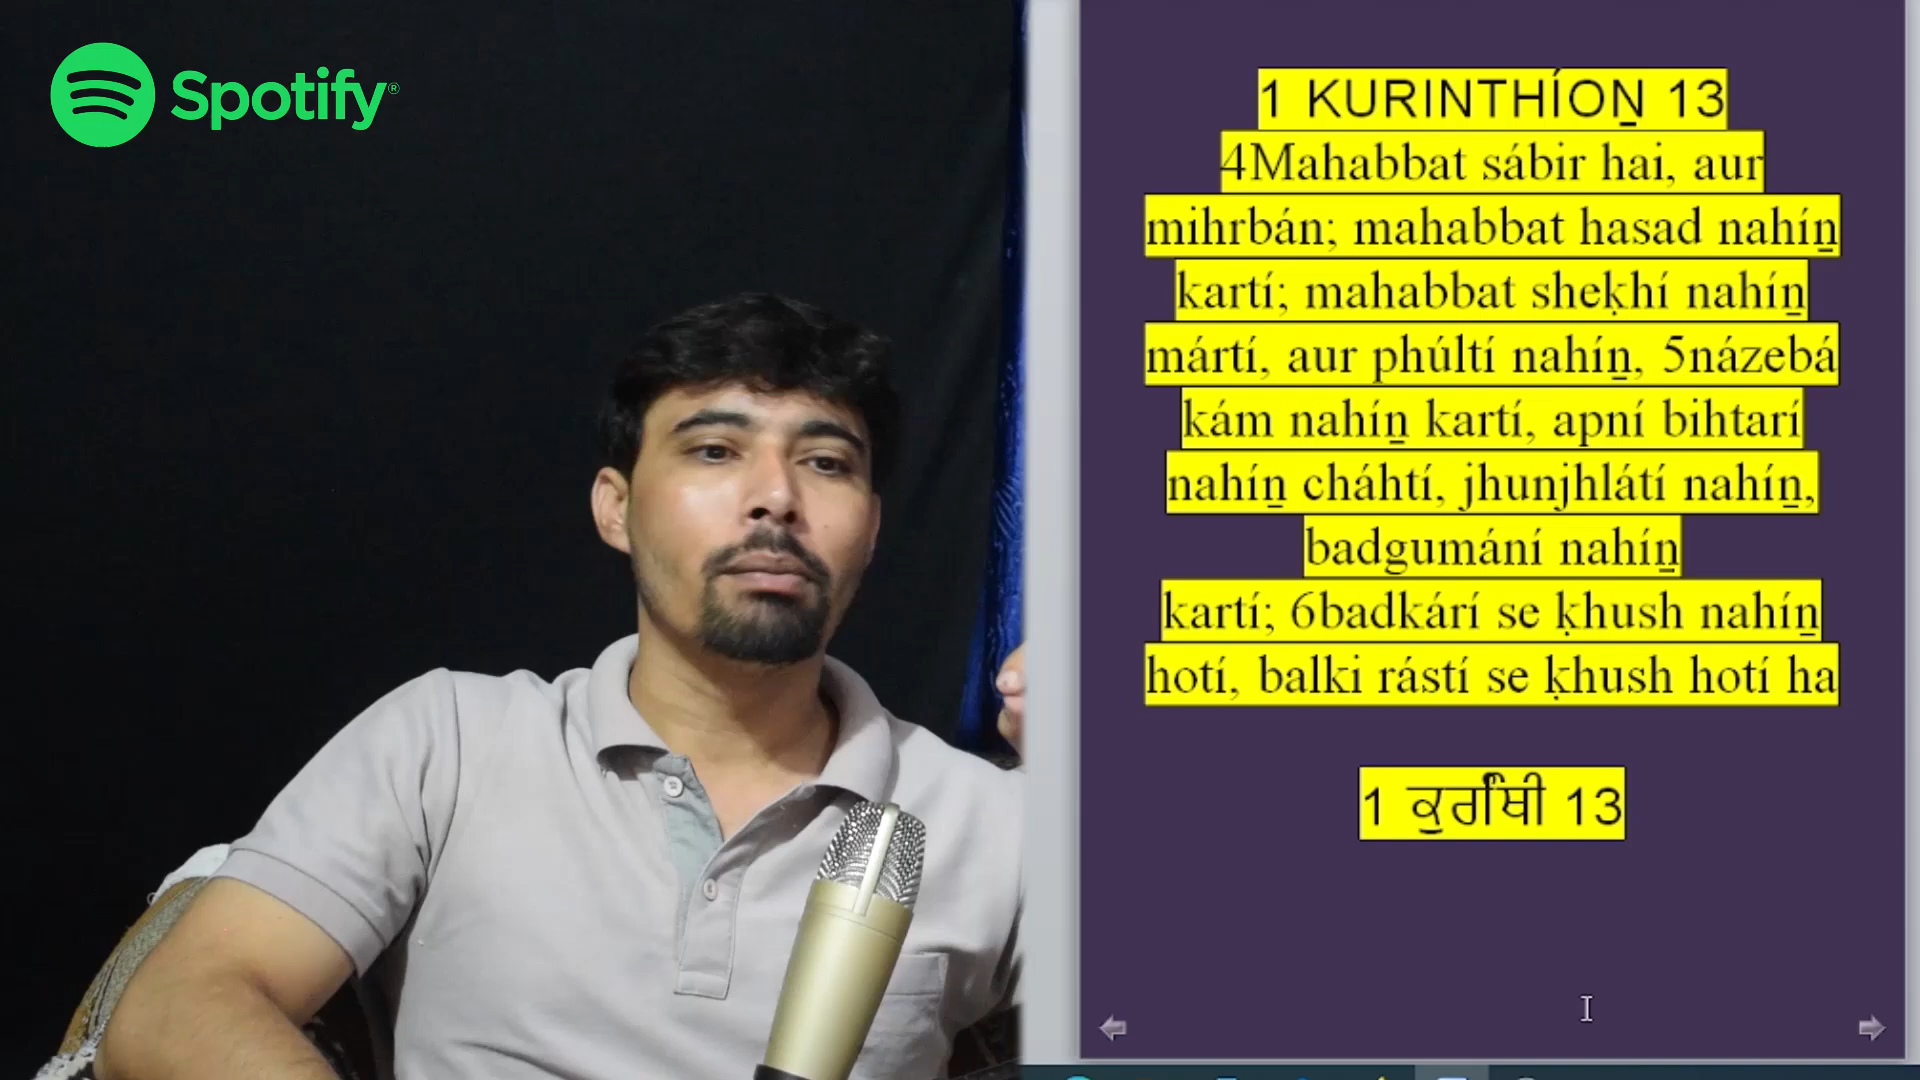 Spotify®
1 KURINTHÍOṈ 13
4Mahabbat sábir hai, aur
mihrbán; mahabbat hasad nahíṉ
kartí; mahabbat sheḳhí nahíṉ
mártí, aur phúltí nahíṉ, 5názebá
kám nahíṉ kartí, apní bihtarí
nahíṉ cháhtí, jhunjhlátí nahíṉ,
badgumání nahíṉ
kartí; 6badkárí se ḳhush nahíṉ
hotí, balki rástí se ḳhush hotí ha
1 ਕੁਰਿੰਥੀ 13